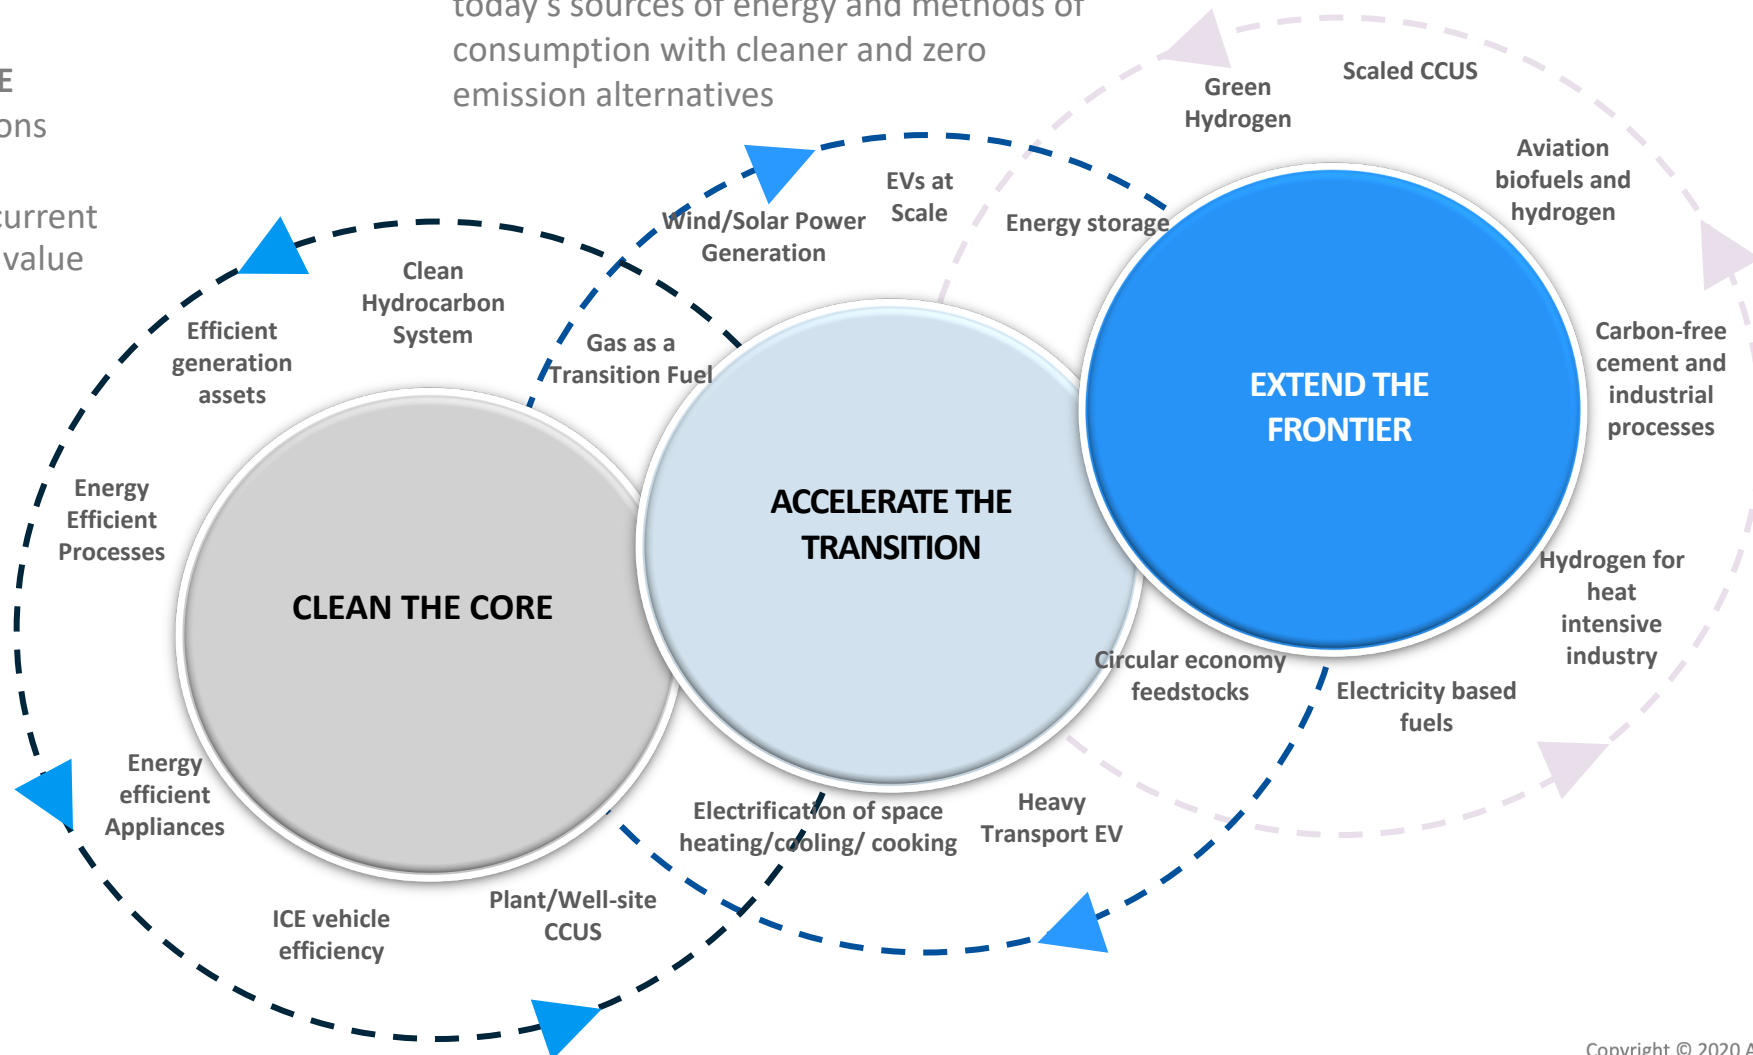 today's sources of energy and methods of
consumption with cleaner and zero
emission alternatives
E
ons
current
value
Green
Hydrogen
Scaled CCUS
Aviation
biofuels and
hydrogen
EVs at
Scale
Wind/Solar Power
Generation
Energy storage
Clean
Hydrocarbon
System
Efficient
generation
assets
Gas as a
Transition Fuel
Carbon-free
cement and
industrial
processes
EXTEND THE
FRONTIER
Energy
Efficient
Processes
ACCELERATE THE
TRANSITION
CLEAN THE CORE
Hydrogen for
heat
intensive
industry
Circular economy
feedstocks
Electricity based
fuels
Energy
efficient
Appliances
Electrification of space
heating/cooling/ cooking
Heavy
Transport EV
Plant/Well-site
CCUS
ICE vehicle
efficiency
Copyright © 2020 A